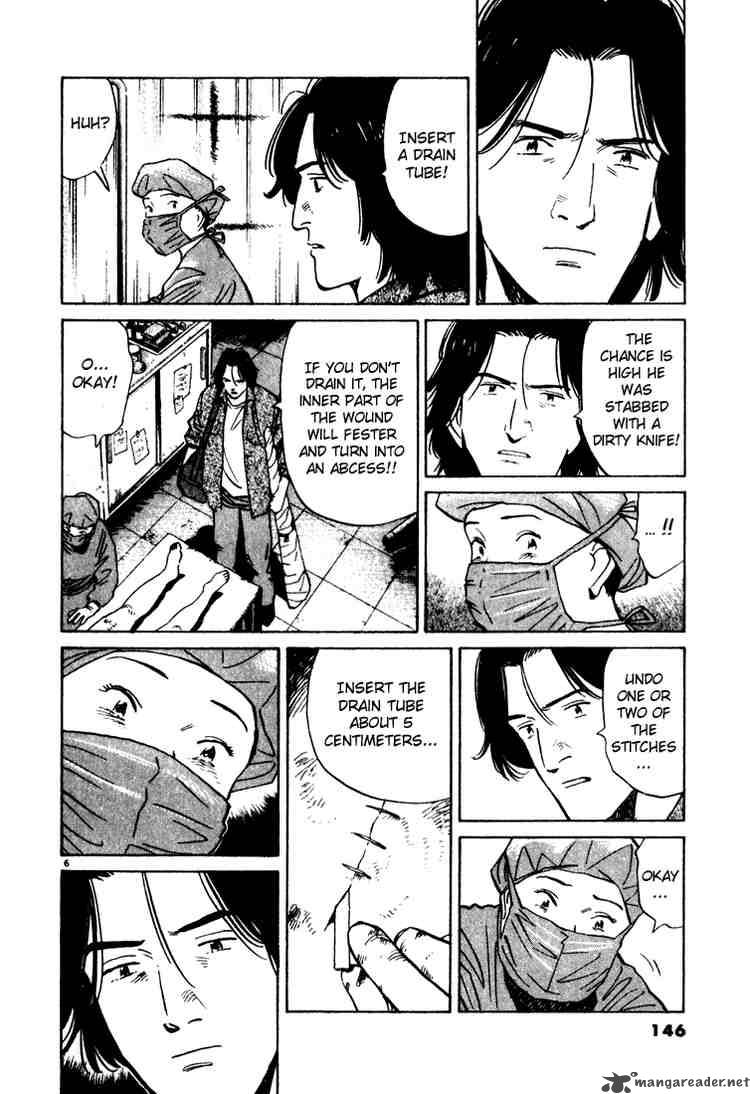 INSERT
A DRAIN
TUBE!
HUH?
THE
CHANCE IS
HIGH HE
WAS
STABBED
WITH A
DIRTY KNIFE!
... !!
IF YOU DON'T
DRAIN IT, THE
INNER PART OF
THE WOUND
WILL FESTER
AND TURN INTO
AN ABCESS!!
O...
OKAY!
UNDO
ONE OR
TWO OF
THE
STITCHES
...
OKAY
...
INSERT THE
DRAIN TUBE
ABOUT 5
CENTIMETERS...
6
146
mangareader.net